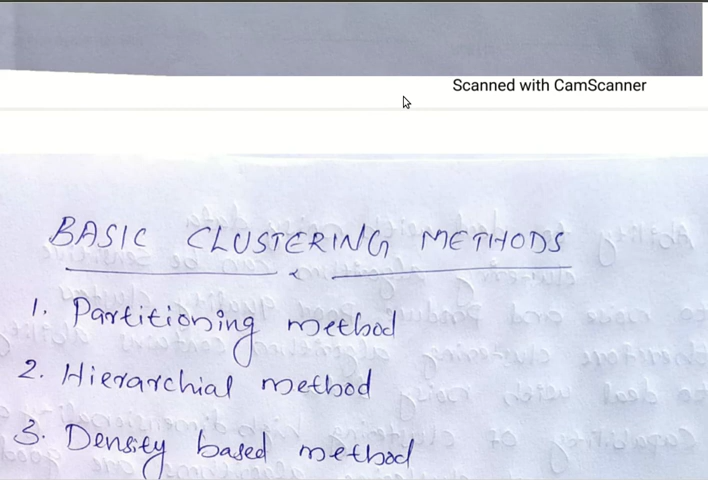 Scanned with CamScanner
BASIC CLUSTERING METHODS
1. Partitioning method
2. Hierarchial method
3. Density based method